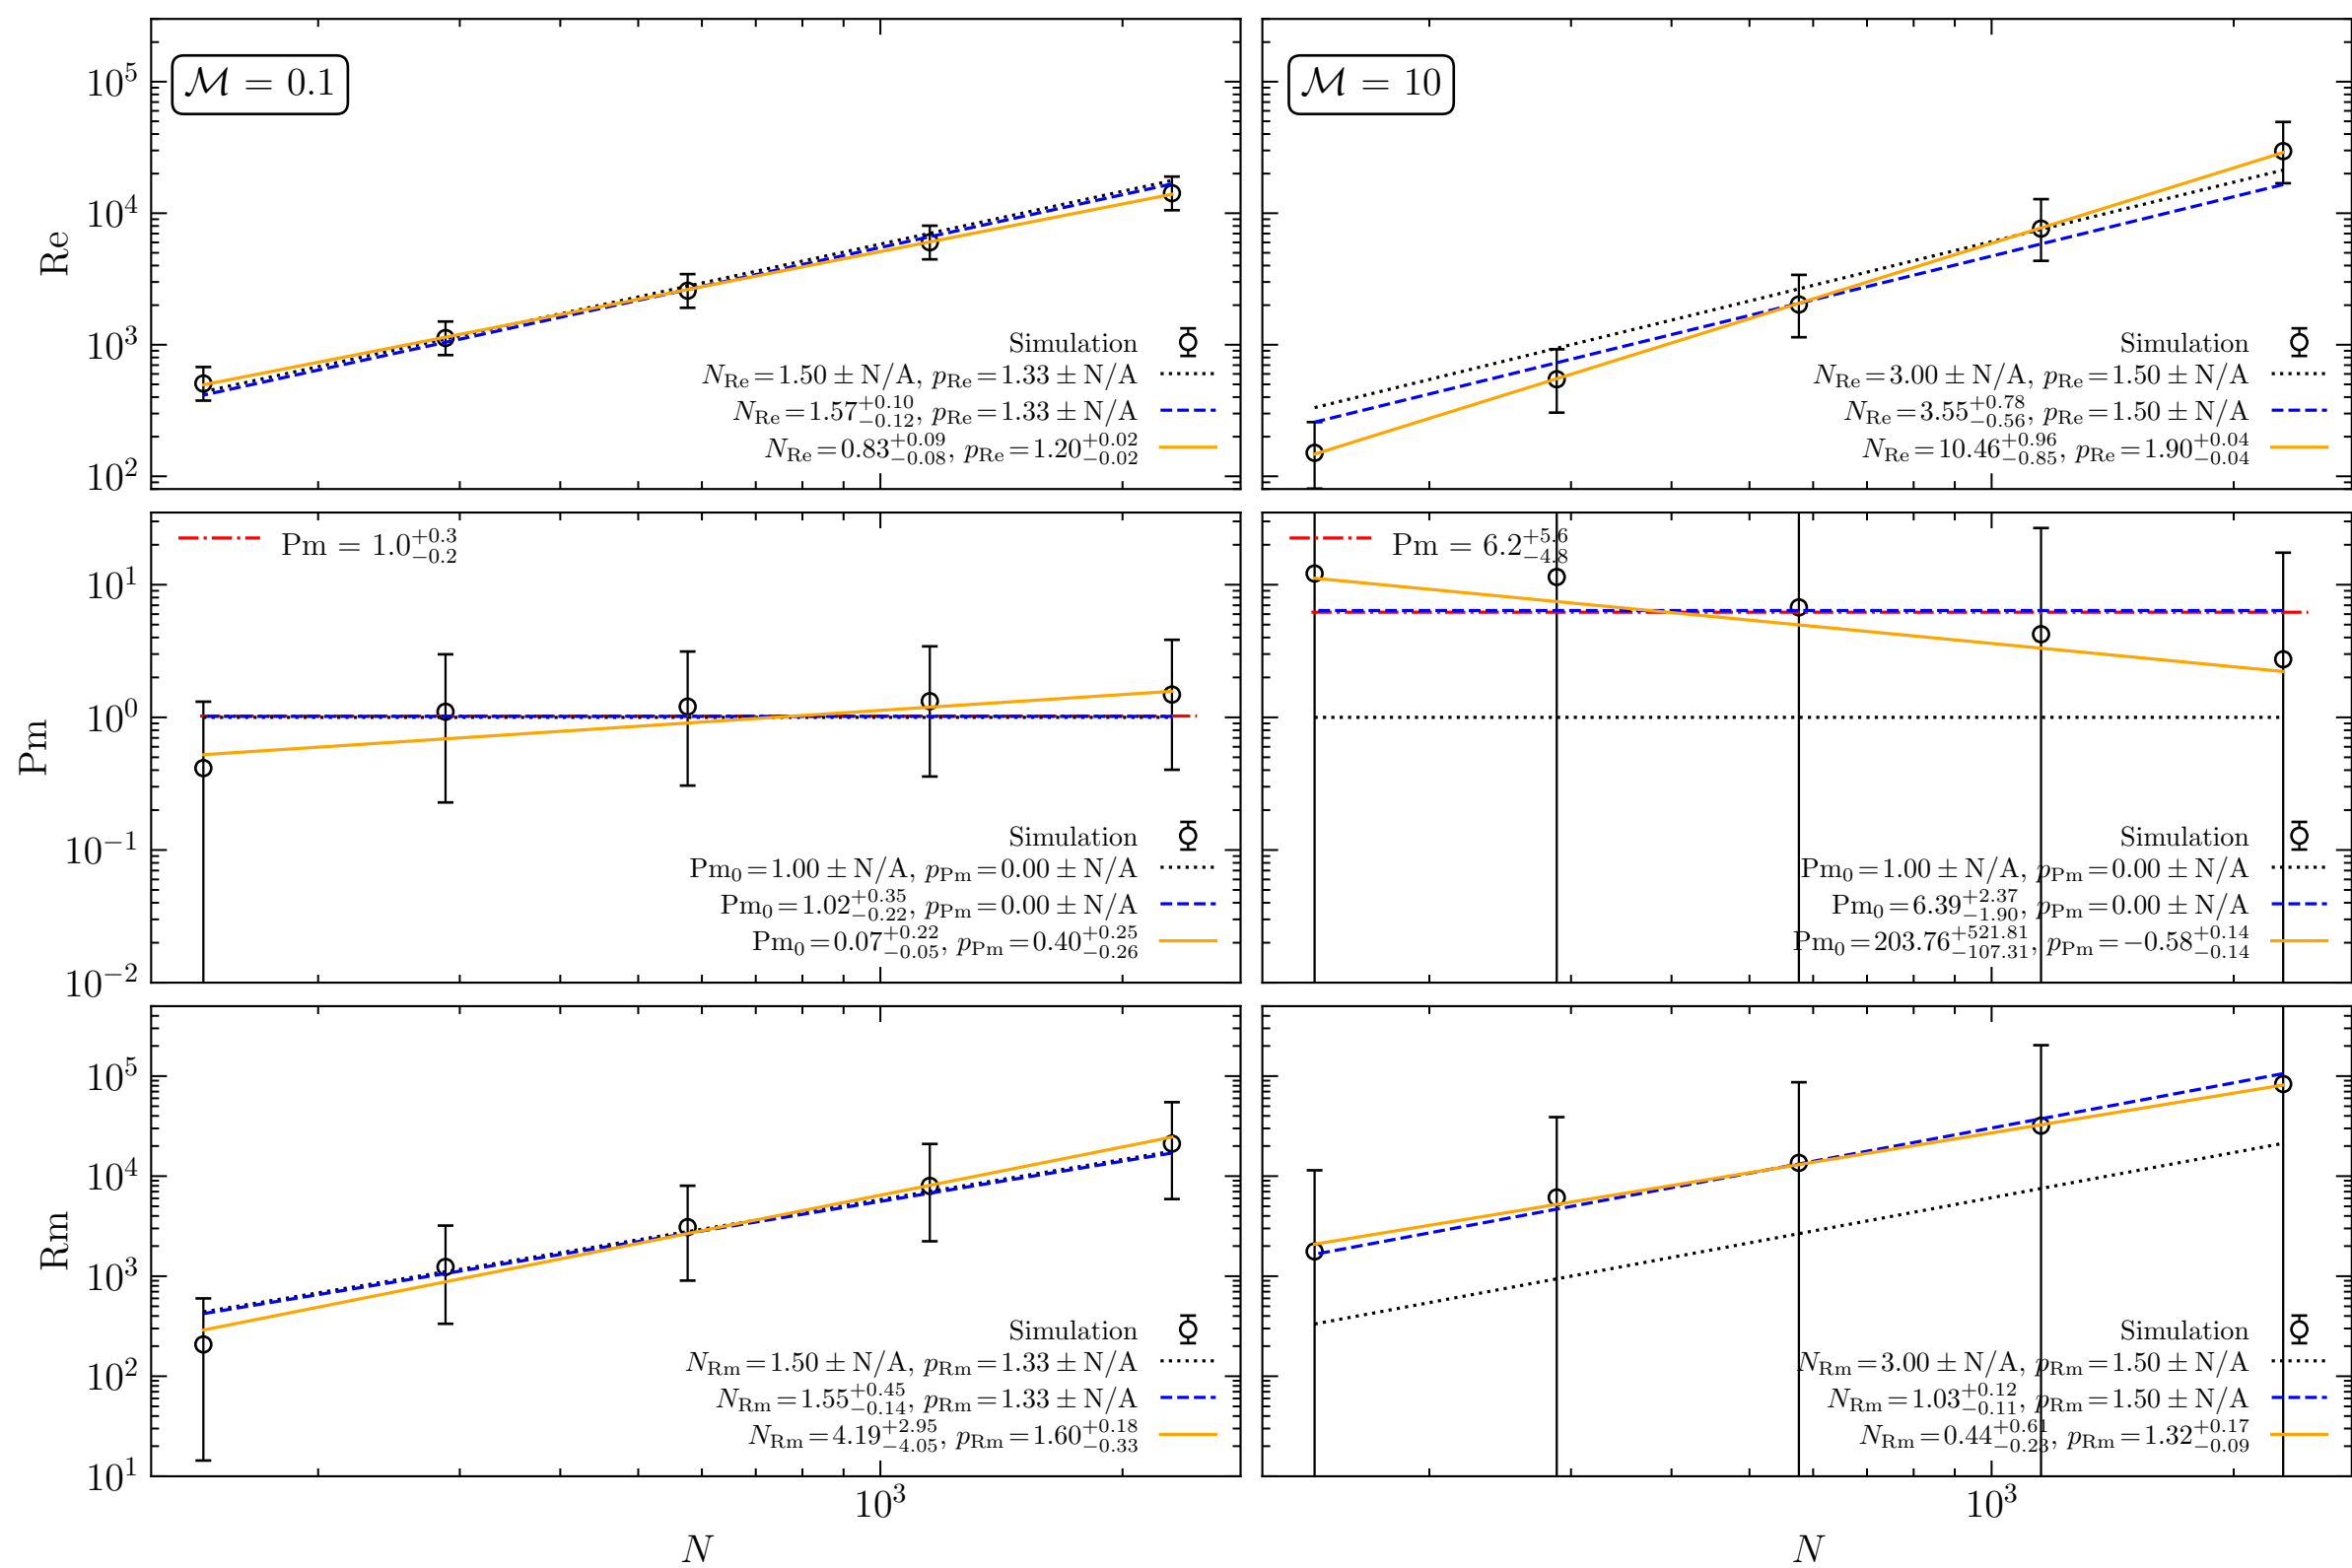 10^5
10^4
10^3
10^2
Re
ℳ = 0.1
Simulation
N_Re = 1.50 ± N/A, p_Re = 1.33 ± N/A
N_Re = 1.57^{+0.10}_{−0.12}, p_Re = 1.33 ± N/A
N_Re = 0.83^{+0.09}_{−0.08}, p_Re = 1.20^{+0.02}_{−0.02}
ℳ = 10
Simulation
N_Re = 3.00 ± N/A, p_Re = 1.50 ± N/A
N_Re = 3.55^{+0.78}_{−0.56}, p_Re = 1.50 ± N/A
N_Re = 10.46^{+0.96}_{−0.85}, p_Re = 1.90^{+0.04}_{−0.04}
10^1
10^0
10^{−1}
10^{−2}
Pm
Pm = 1.0^{+0.3}_{−0.2}
Simulation
Pm_0 = 1.00 ± N/A, p_Pm = 0.00 ± N/A
Pm_0 = 1.02^{+0.35}_{−0.22}, p_Pm = 0.00 ± N/A
Pm_0 = 0.07^{+0.22}_{−0.05}, p_Pm = 0.40^{+0.25}_{−0.26}
Pm = 6.2^{+5.6}_{−4.8}
Simulation
Pm_0 = 1.00 ± N/A, p_Pm = 0.00 ± N/A
Pm_0 = 6.39^{+2.37}_{−1.90}, p_Pm = 0.00 ± N/A
Pm_0 = 203.76^{+521.81}_{−107.31}, p_Pm = −0.58^{+0.14}_{−0.14}
10^5
10^4
10^3
10^2
10^1
Rm
Simulation
N_Rm = 1.50 ± N/A, p_Rm = 1.33 ± N/A
N_Rm = 1.55^{+0.45}_{−0.14}, p_Rm = 1.33 ± N/A
N_Rm = 4.19^{+2.95}_{−4.05}, p_Rm = 1.60^{+0.18}_{−0.33}
Simulation
N_Rm = 3.00 ± N/A, p_Rm = 1.50 ± N/A
N_Rm = 1.03^{+0.12}_{−0.11}, p_Rm = 1.50 ± N/A
N_Rm = 0.44^{+0.61}_{−0.23}, p_Rm = 1.32^{+0.17}_{−0.09}
10^3
10^3
N
N